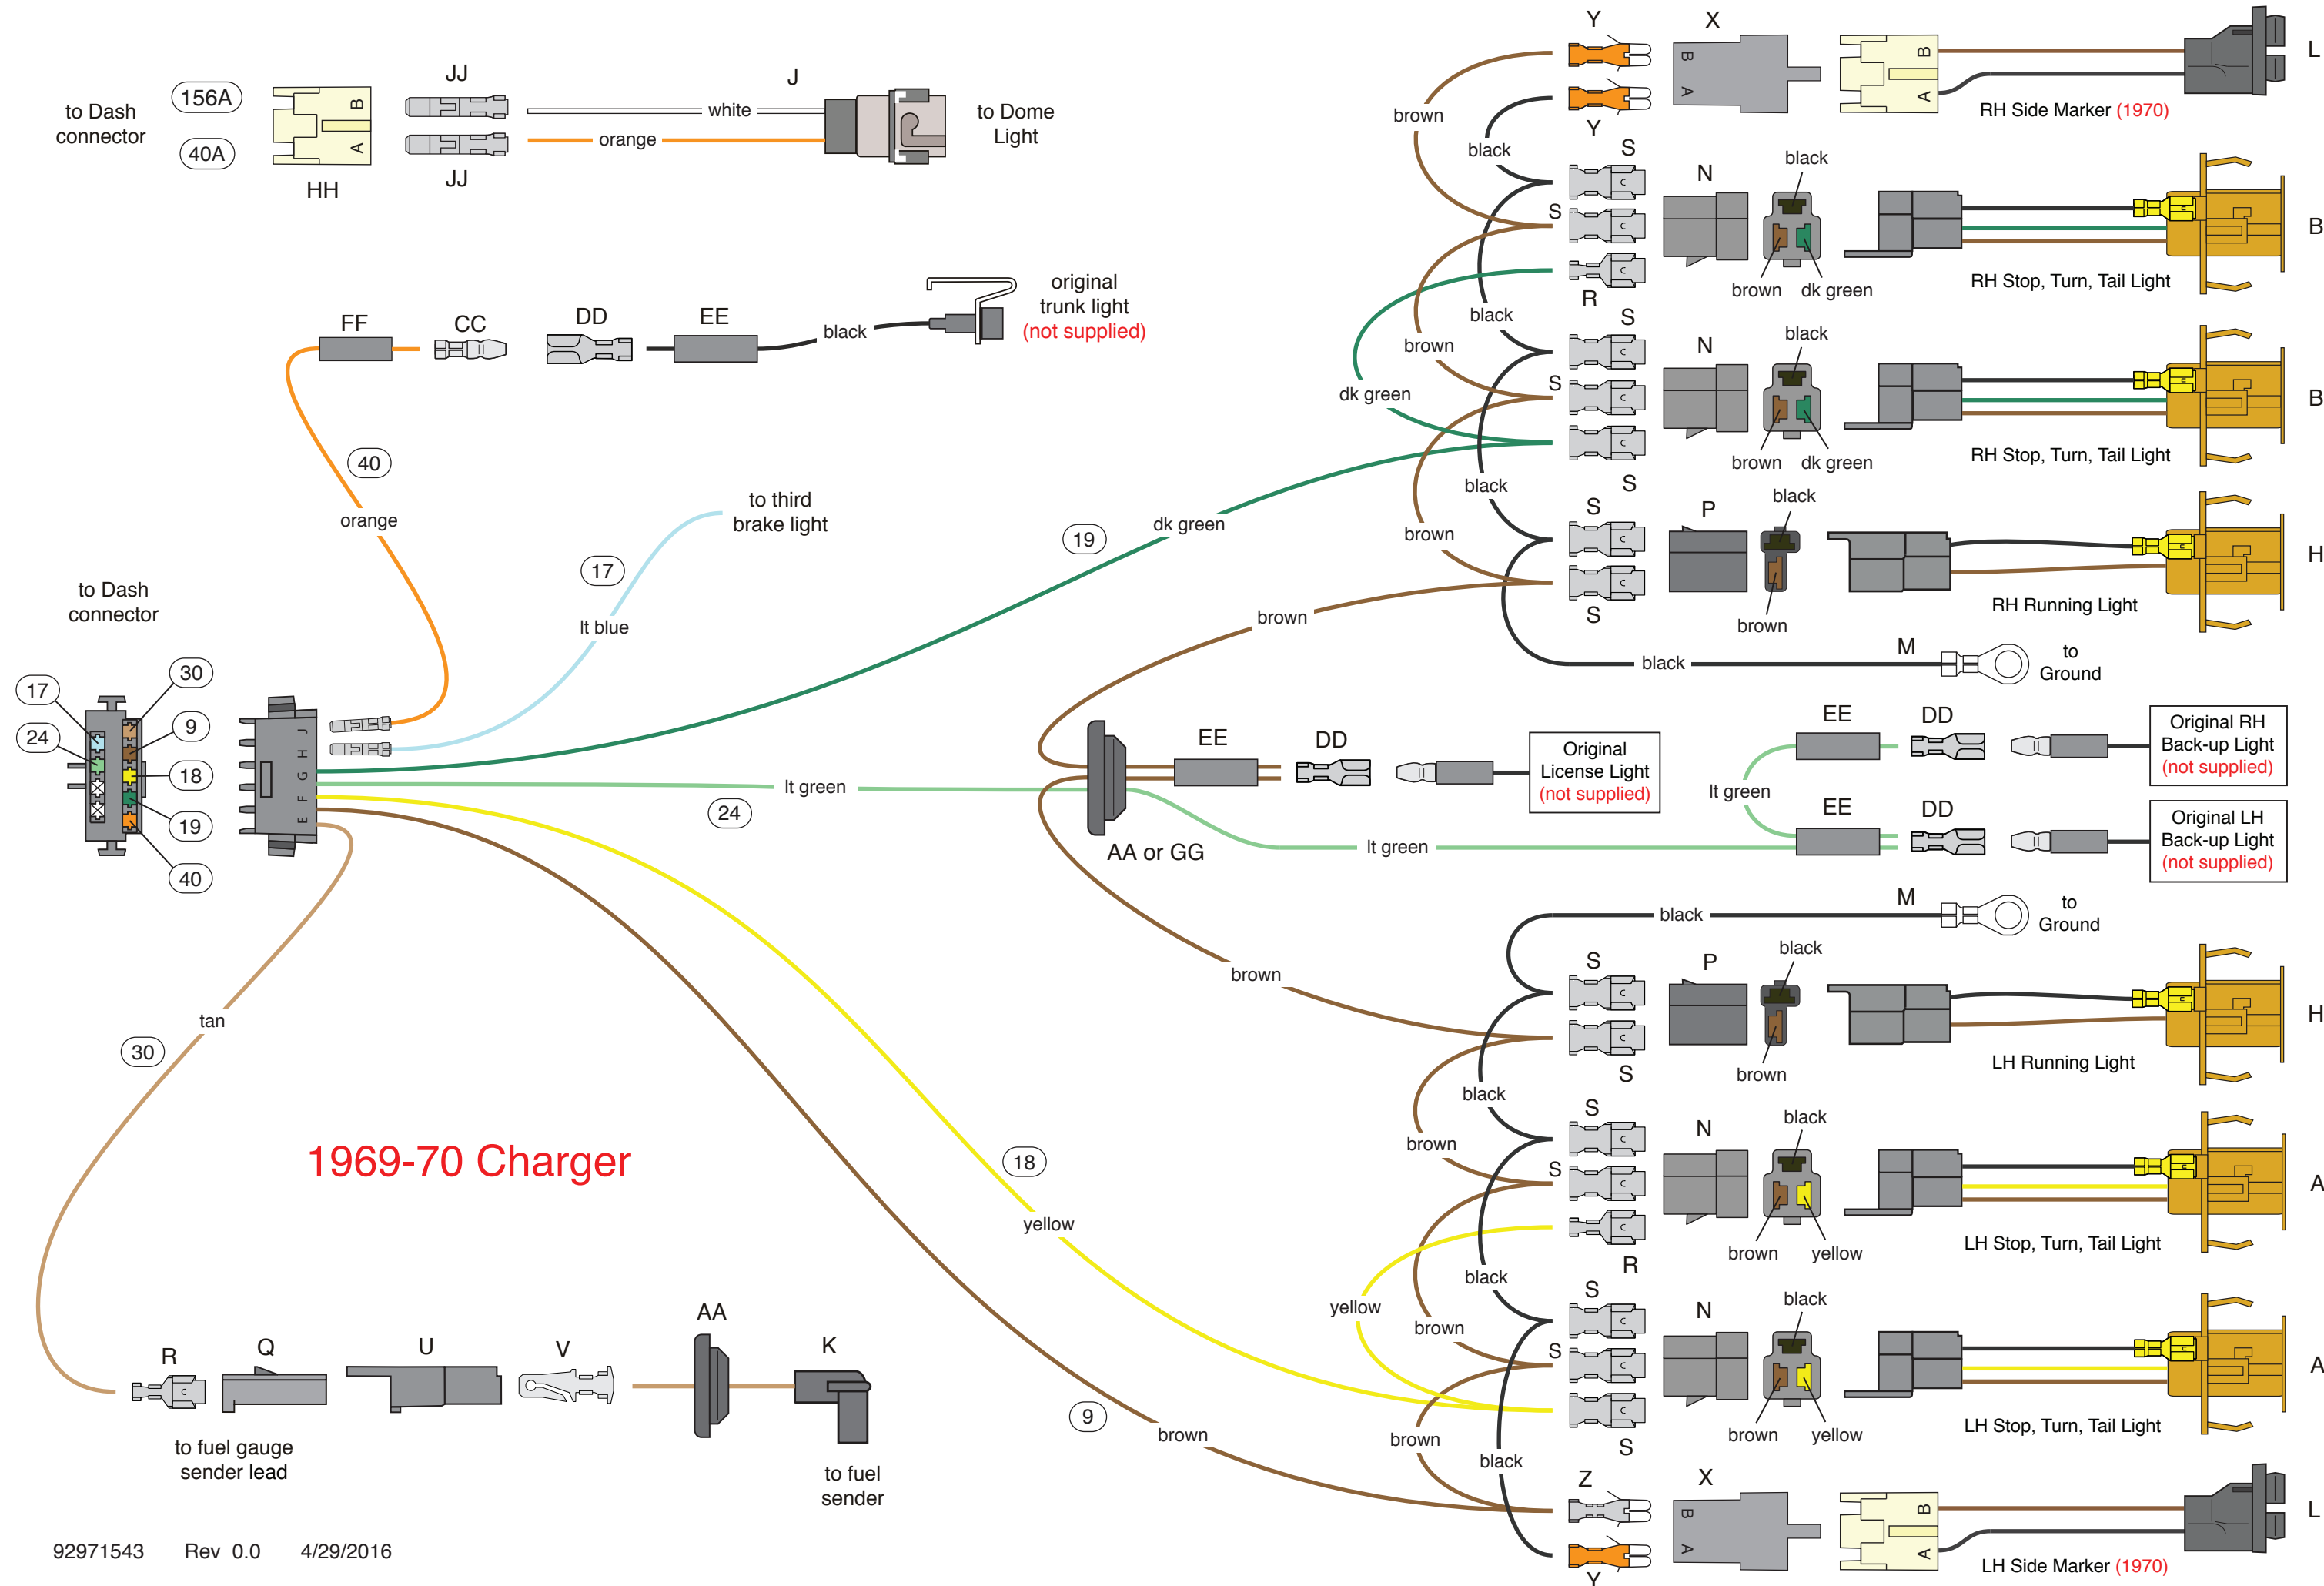 to Dash
connector
156A
40A
B
A
HH
JJ
JJ
white
orange
J
to Dome
Light
FF
CC
DD
EE
black
original
trunk light
(not supplied)
40
orange
to third
brake light
17
lt blue
19
dk green
to Dash
connector
17
24
30
9
18
19
40
J
H
G
F
E
lt green
24
tan
30
1969-70 Charger
18
yellow
9
brown
R
Q
U
V
AA
K
to fuel gauge
sender lead
to fuel
sender
92971543 Rev 0.0 4/29/2016
brown
AA or GG
EE
DD
Original
License Light
(not supplied)
lt green
lt green
EE
DD
Original RH
Back-up Light
(not supplied)
EE
DD
Original LH
Back-up Light
(not supplied)
brown
Y
X
Y
B
A
B
A
L
RH Side Marker (1970)
brown
black
S
S
R
C
C
C
N
black
brown dk green
B
RH Stop, Turn, Tail Light
black
brown
dk green
S
S
S
C
C
C
N
black
brown dk green
B
RH Stop, Turn, Tail Light
black
brown
S
S
C
C
P
black
brown
H
RH Running Light
black
M
to
Ground
black
M
to
Ground
S
S
C
C
P
black
brown
H
LH Running Light
black
brown
S
S
R
C
C
C
N
black
brown yellow
A
LH Stop, Turn, Tail Light
black
yellow
brown
S
S
S
C
C
C
N
black
brown yellow
A
LH Stop, Turn, Tail Light
brown
black
Z
X
Y
B
A
B
A
L
LH Side Marker (1970)